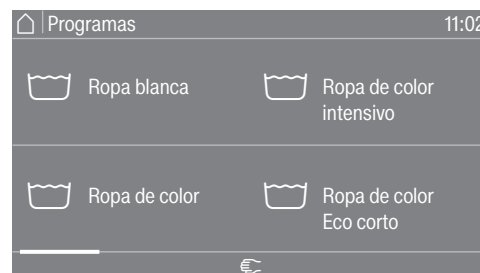 Programas
11:02
Ropa blanca
Ropa de color
intensivo
Ropa de color
Ropa de color
Eco corto